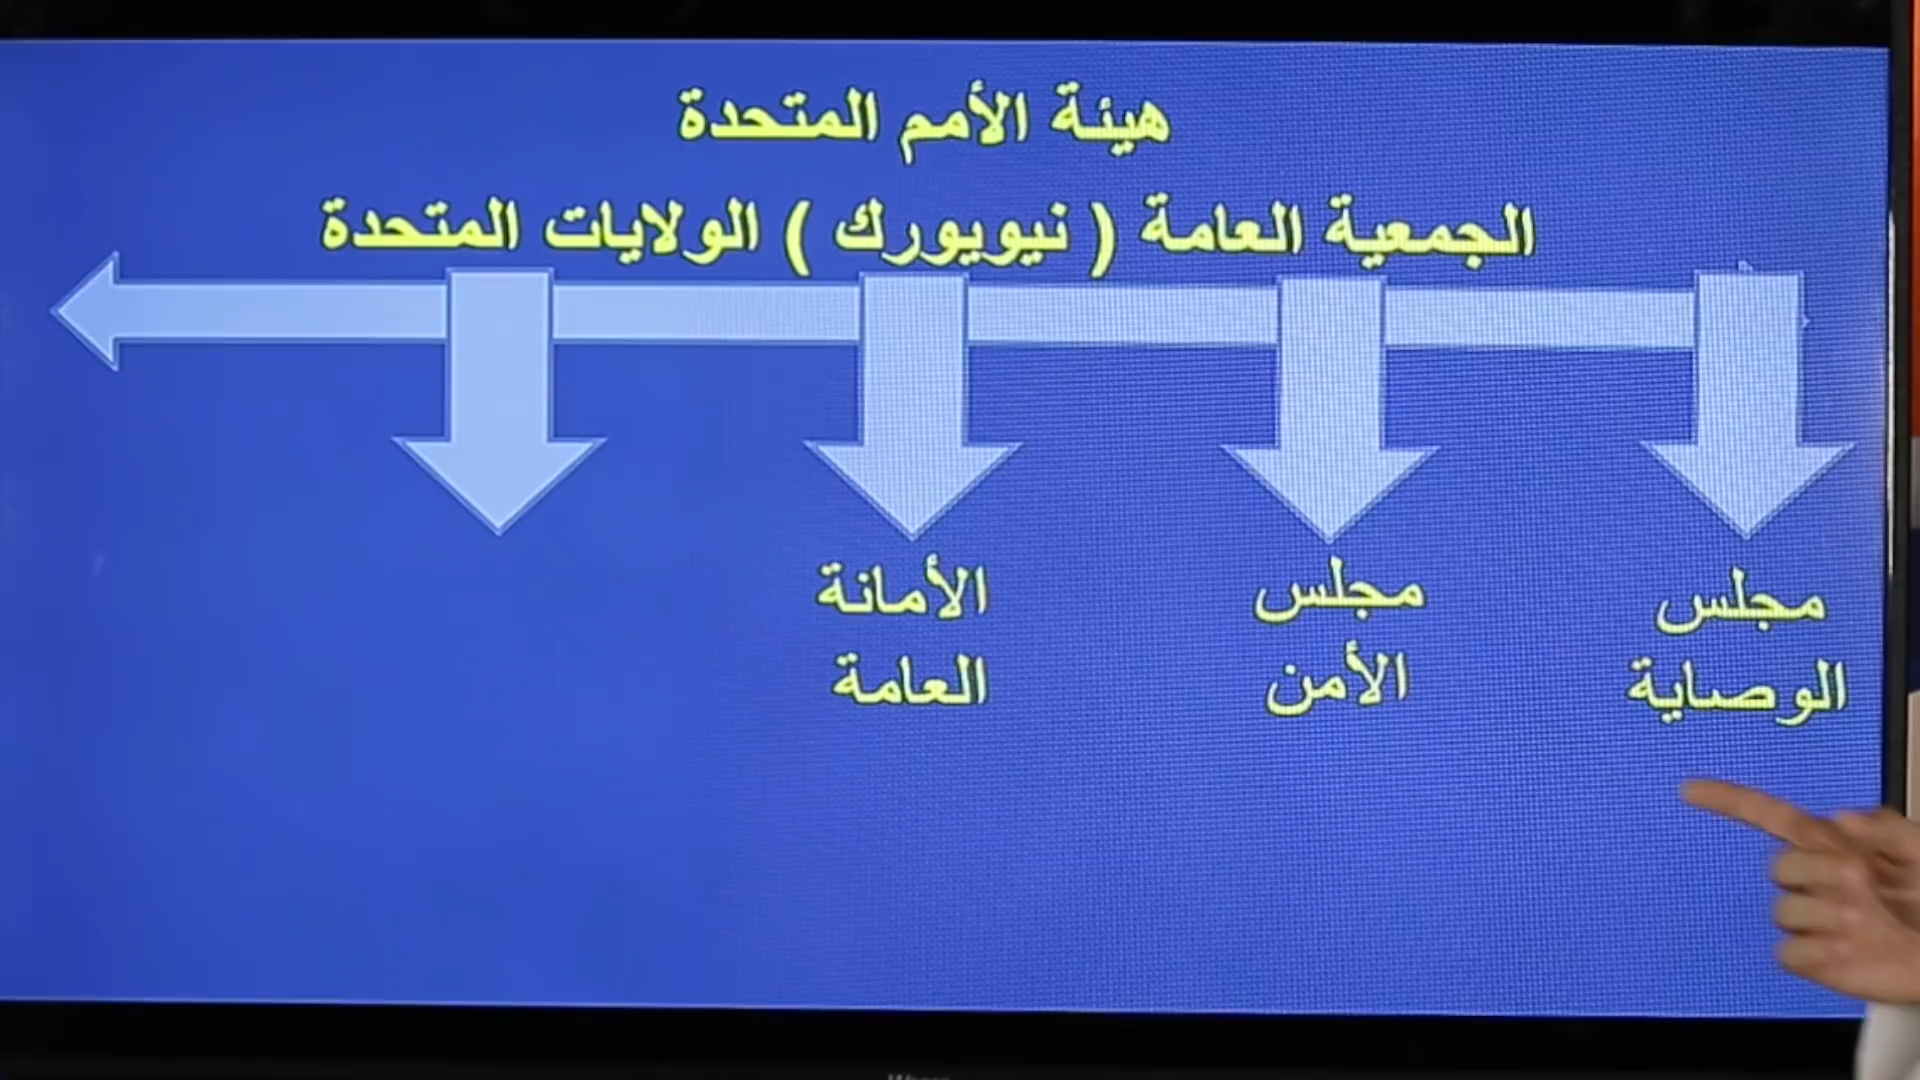 هيئة الأمم المتحدة
الجمعية العامة ( نيويورك ) الولايات المتحدة
مجلس
الوصاية
مجلس
الأمن
الأمانة
العامة